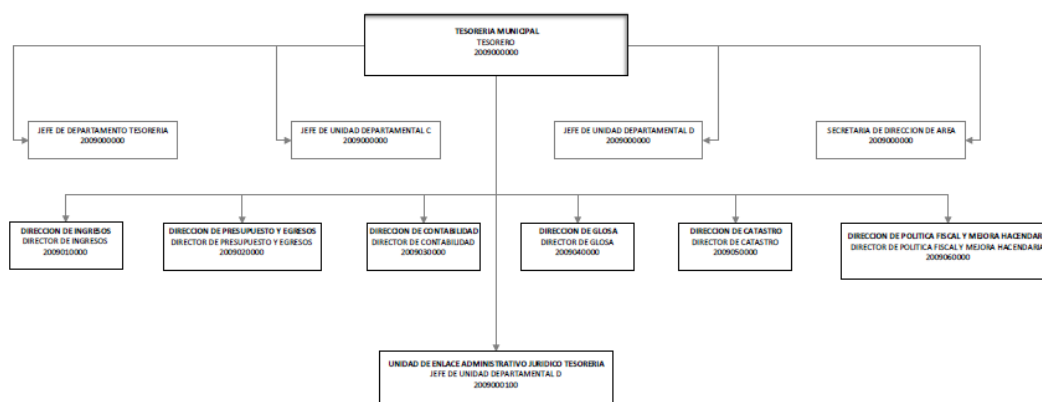 TESORERIA MUNICIPAL
TESORERO
2009000000
JEFE DE DEPARTAMENTO TESORERIA
2009000000
JEFE DE UNIDAD DEPARTAMENTAL C
2009000000
JEFE DE UNIDAD DEPARTAMENTAL D
2009000000
SECRETARIA DE DIRECCION DE AREA
2009000000
DIRECCION DE INGRESOS
DIRECTOR DE INGRESOS
2009010000
DIRECCION DE PRESUPUESTO Y EGRESOS
DIRECTOR DE PRESUPUESTO Y EGRESOS
2009020000
DIRECCION DE CONTABILIDAD
DIRECTOR DE CONTABILIDAD
2009030000
DIRECCION DE GLOSA
DIRECTOR DE GLOSA
2009040000
DIRECCION DE CATASTRO
DIRECTOR DE CATASTRO
2009050000
DIRECCION DE POLITICA FISCAL Y MEJORA HACENDARI
DIRECTOR DE POLITICA FISCAL Y MEJORA HACENDARIA
2009060000
UNIDAD DE ENLACE ADMINISTRATIVO JURIDICO TESORERIA
JEFE DE UNIDAD DEPARTAMENTAL D
2009000100